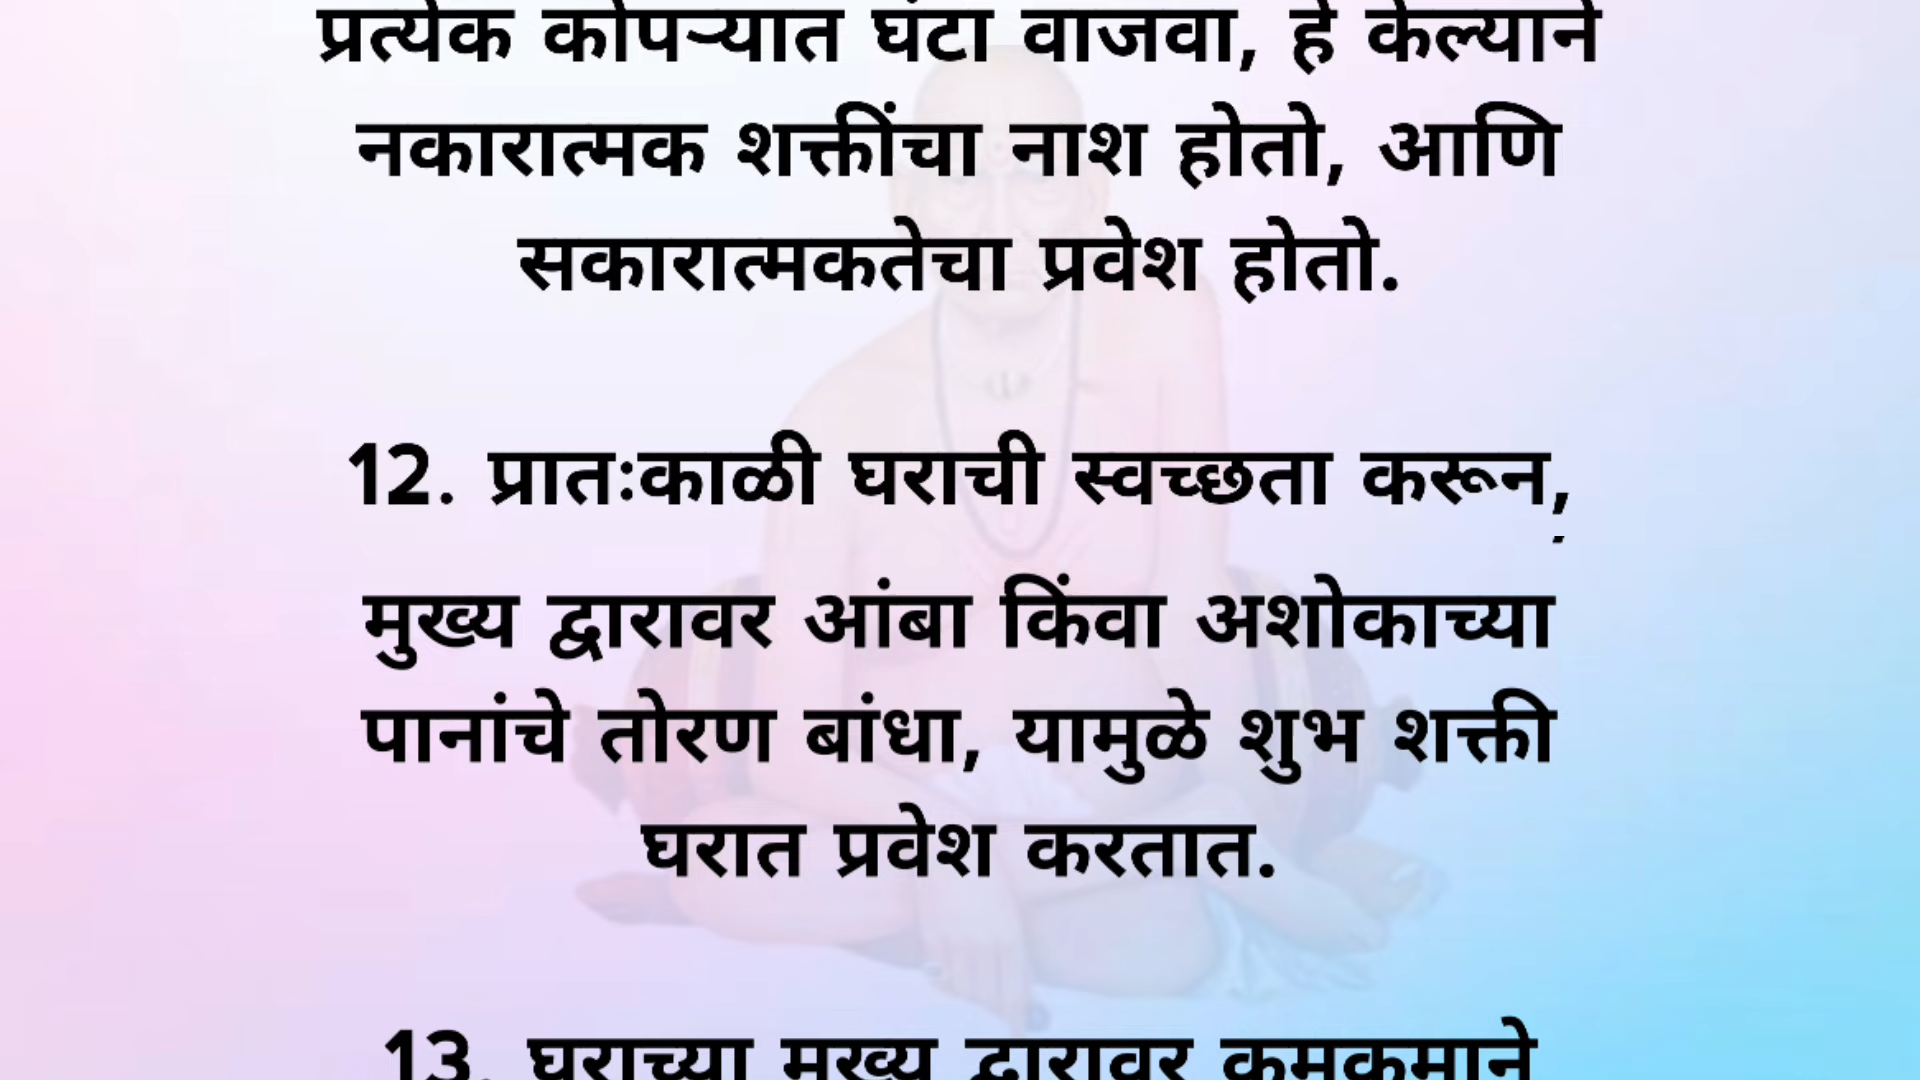 प्रत्येक कोपऱ्यात घंटा वाजवा, हे केल्याने
नकारात्मक शक्तींचा नाश होतो, आणि
सकारात्मकतेचा प्रवेश होतो.
12. प्रातःकाळी घराची स्वच्छता करून,
मुख्य द्वारावर आंबा किंवा अशोकाच्या
पानांचे तोरण बांधा, यामुळे शुभ शक्ती
घरात प्रवेश करतात.
13. घराच्या मुख्य द्वारावर कुमकुमाने